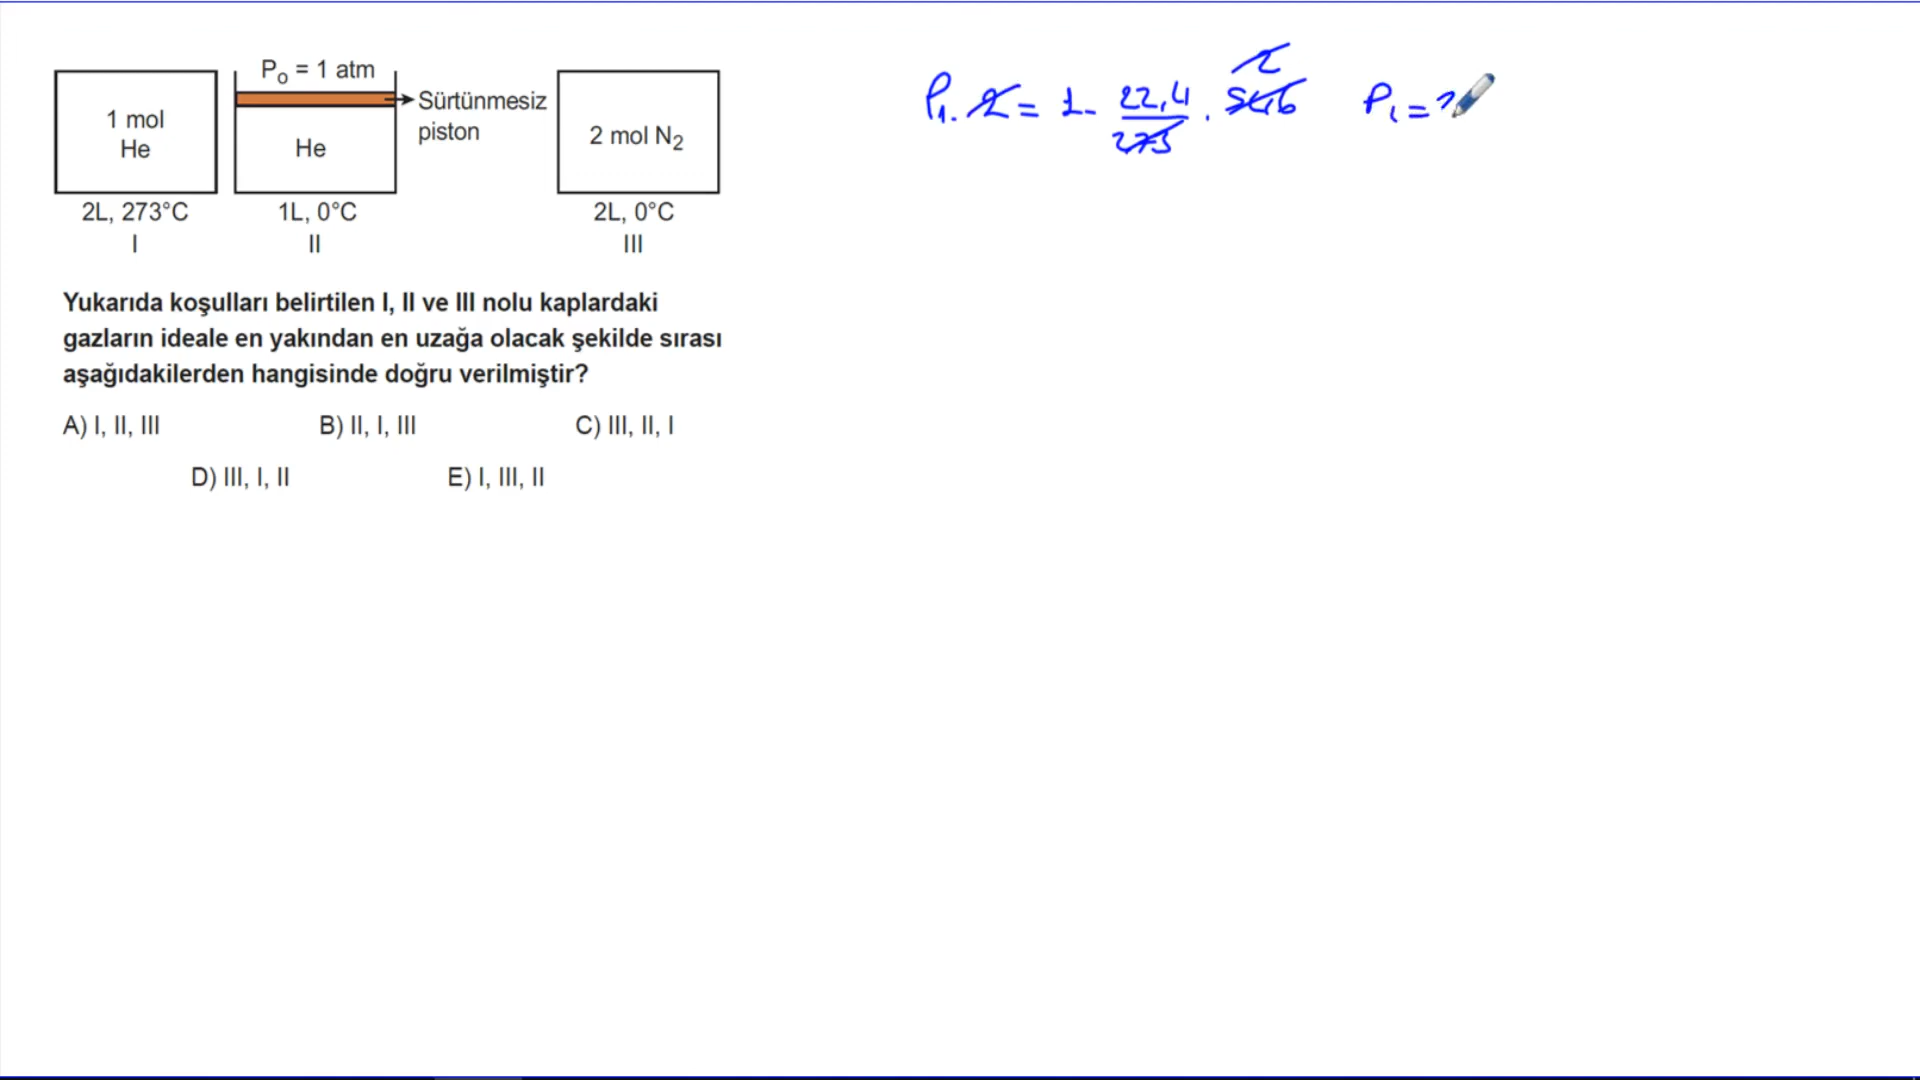 P₀ = 1 atm
1 mol
He
He
Sürtünmesiz
piston
2 mol N₂
2L, 273°C
1L, 0°C
2L, 0°C
I
II
III
Yukarıda koşulları belirtilen I, II ve III nolu kaplardaki
gazların ideale en yakından en uzağa olacak şekilde sırası
aşağıdakilerden hangisinde doğru verilmiştir?
A) I, II, III B) II, I, III C) III, II, I
D) III, I, II E) I, III, II
P₁. 2 = 1. 22,4/273 . 546 2 P₁ =